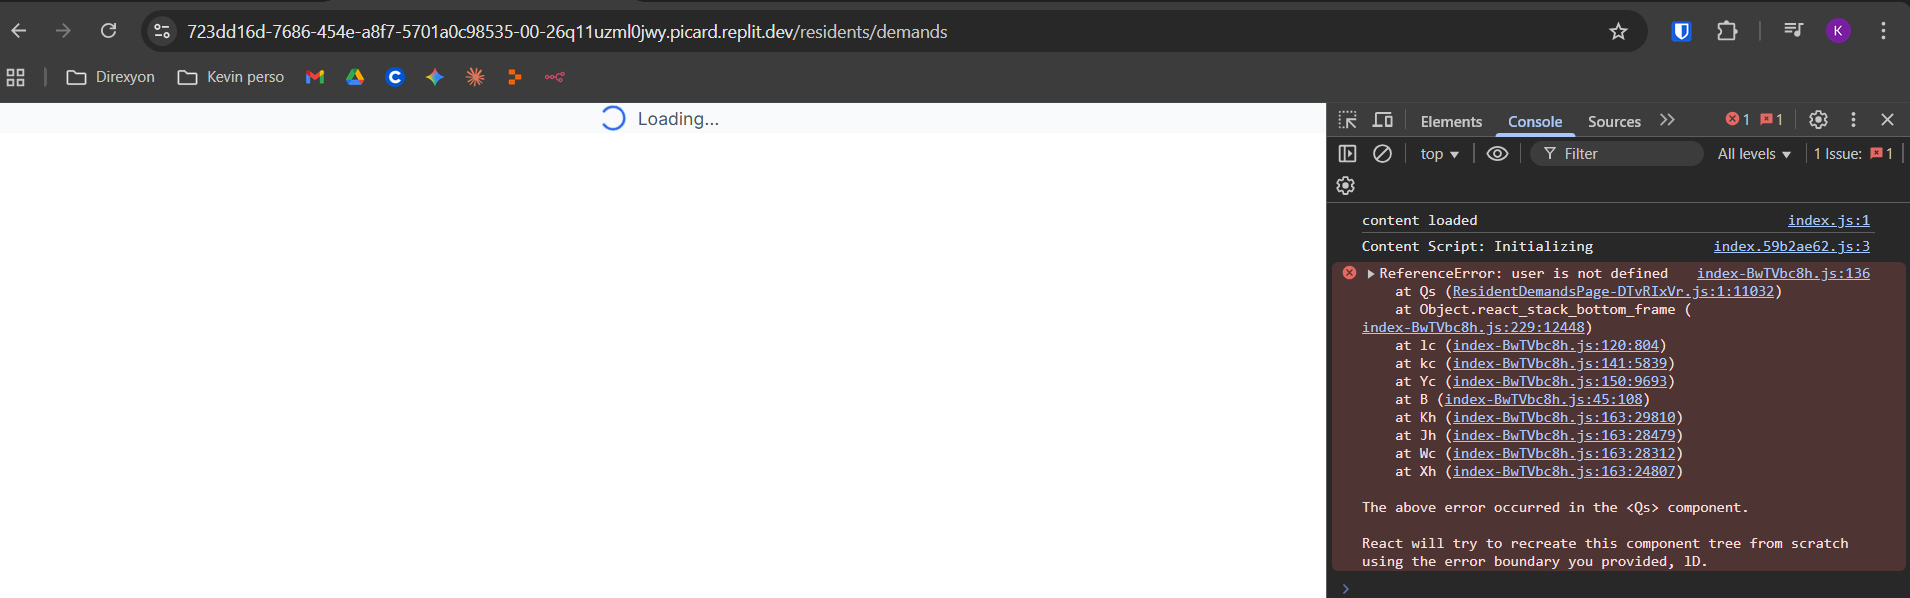 723dd16d-7686-454e-a8f7-5701a0c98535-00-26q11uzml0jwy.picard.replit.dev/residents/demands
K
Direxyon
Kevin perso
Loading...
Elements
Console
Sources
1
1
top
Filter
All levels
1 Issue:
1
content loaded index.js:1
Content Script: Initializing index.59b2ae62.js:3
ReferenceError: user is not defined index-BwTVbc8h.js:136
at Qs (ResidentDemandsPage-DTvRIxVr.js:1:11032)
at Object.react_stack_bottom_frame (
index-BwTVbc8h.js:229:12448)
at lc (index-BwTVbc8h.js:120:804)
at kc (index-BwTVbc8h.js:141:5839)
at Yc (index-BwTVbc8h.js:150:9693)
at B (index-BwTVbc8h.js:45:108)
at Kh (index-BwTVbc8h.js:163:29810)
at Jh (index-BwTVbc8h.js:163:28479)
at Wc (index-BwTVbc8h.js:163:28312)
at Xh (index-BwTVbc8h.js:163:24807)
The above error occurred in the <Qs> component.
React will try to recreate this component tree from scratch
using the error boundary you provided, lD.